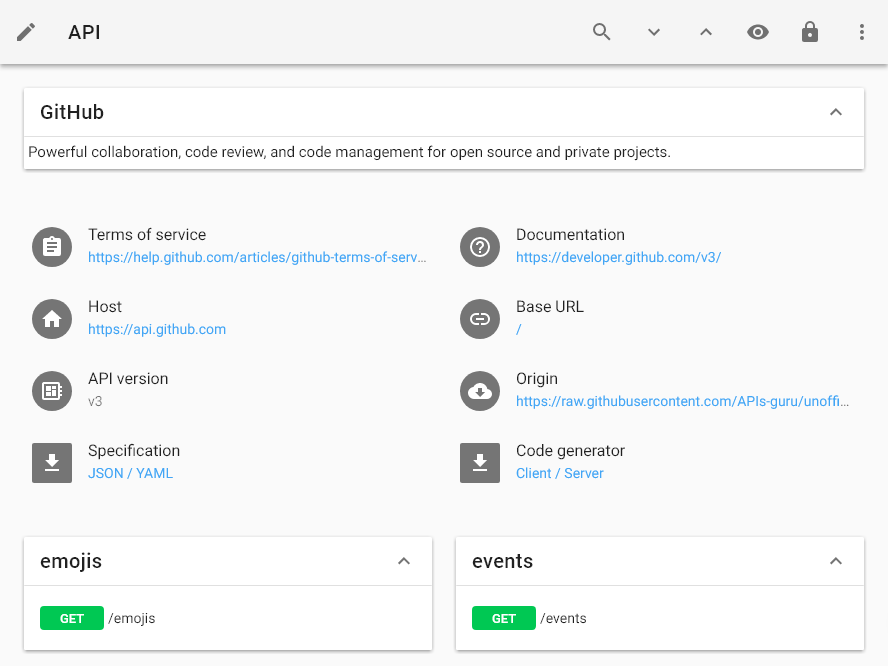 API
GitHub
Powerful collaboration, code review, and code management for open source and private projects.
Terms of service
https://help.github.com/articles/github-terms-of-serv...
Documentation
https://developer.github.com/v3/
Host
https://api.github.com
Base URL
/
API version
v3
Origin
https://raw.githubusercontent.com/APIs-guru/unoffi...
Specification
JSON / YAML
Code generator
Client / Server
emojis
GET /emojis
events
GET /events